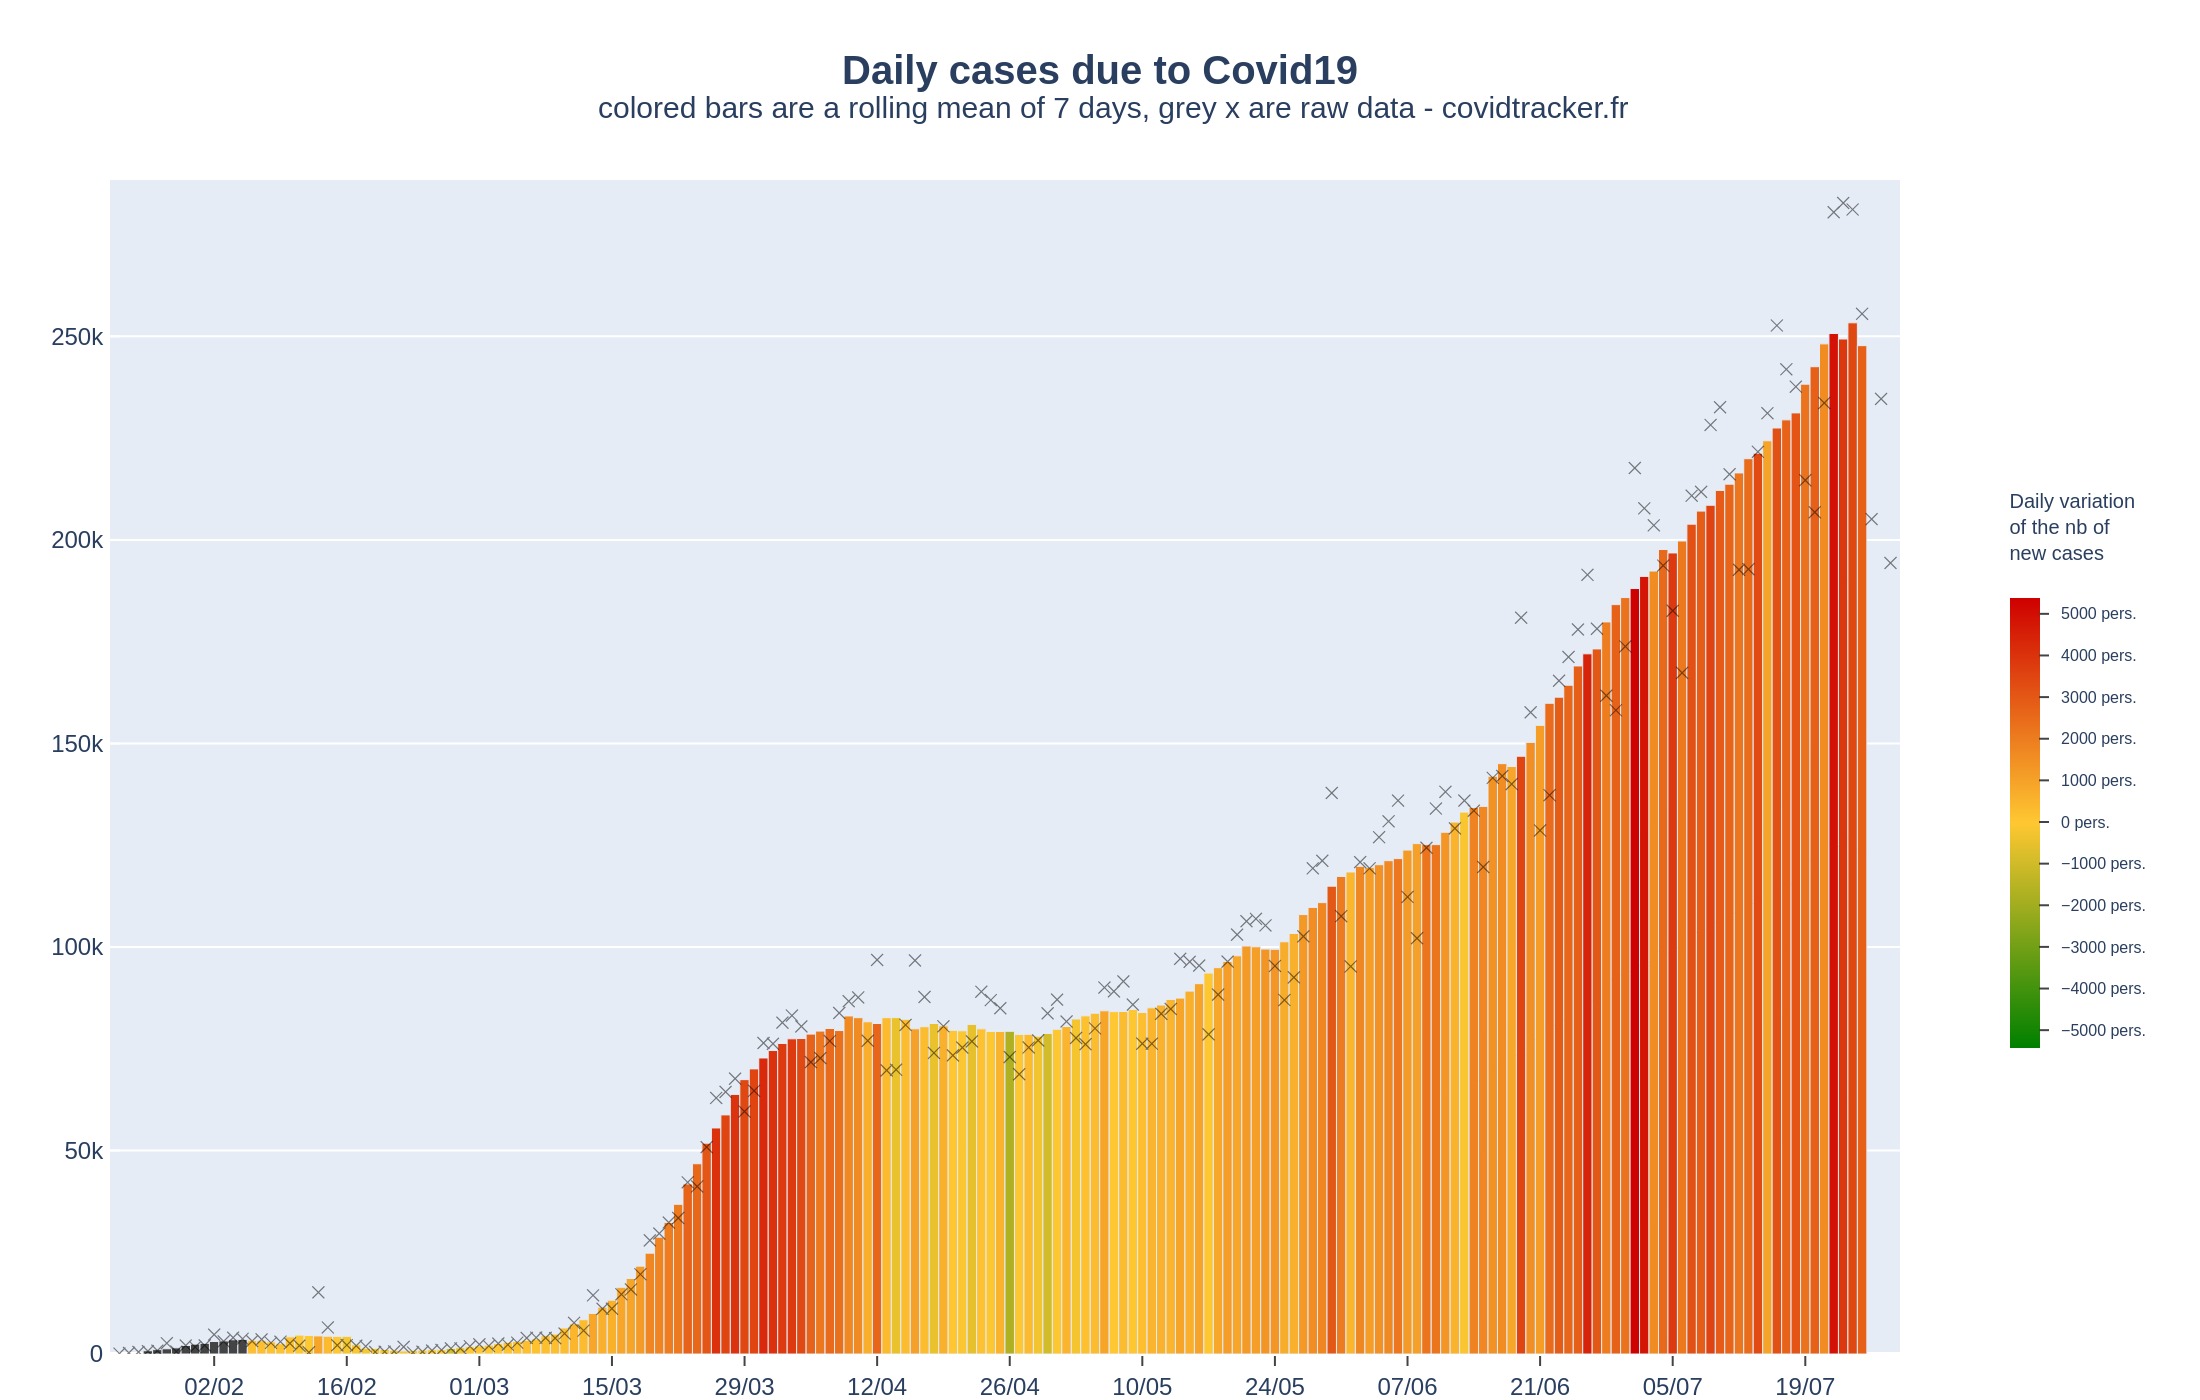 Daily cases due to Covid19
colored bars are a rolling mean of 7 days, grey x are raw data - covidtracker.fr
250k
200k
150k
100k
50k
0
02/02 16/02 01/03 15/03 29/03 12/04 26/04 10/05 24/05 07/06 21/06 05/07 19/07
Daily variation
of the nb of
new cases
5000 pers.
4000 pers.
3000 pers.
2000 pers.
1000 pers.
0 pers.
−1000 pers.
−2000 pers.
−3000 pers.
−4000 pers.
−5000 pers.